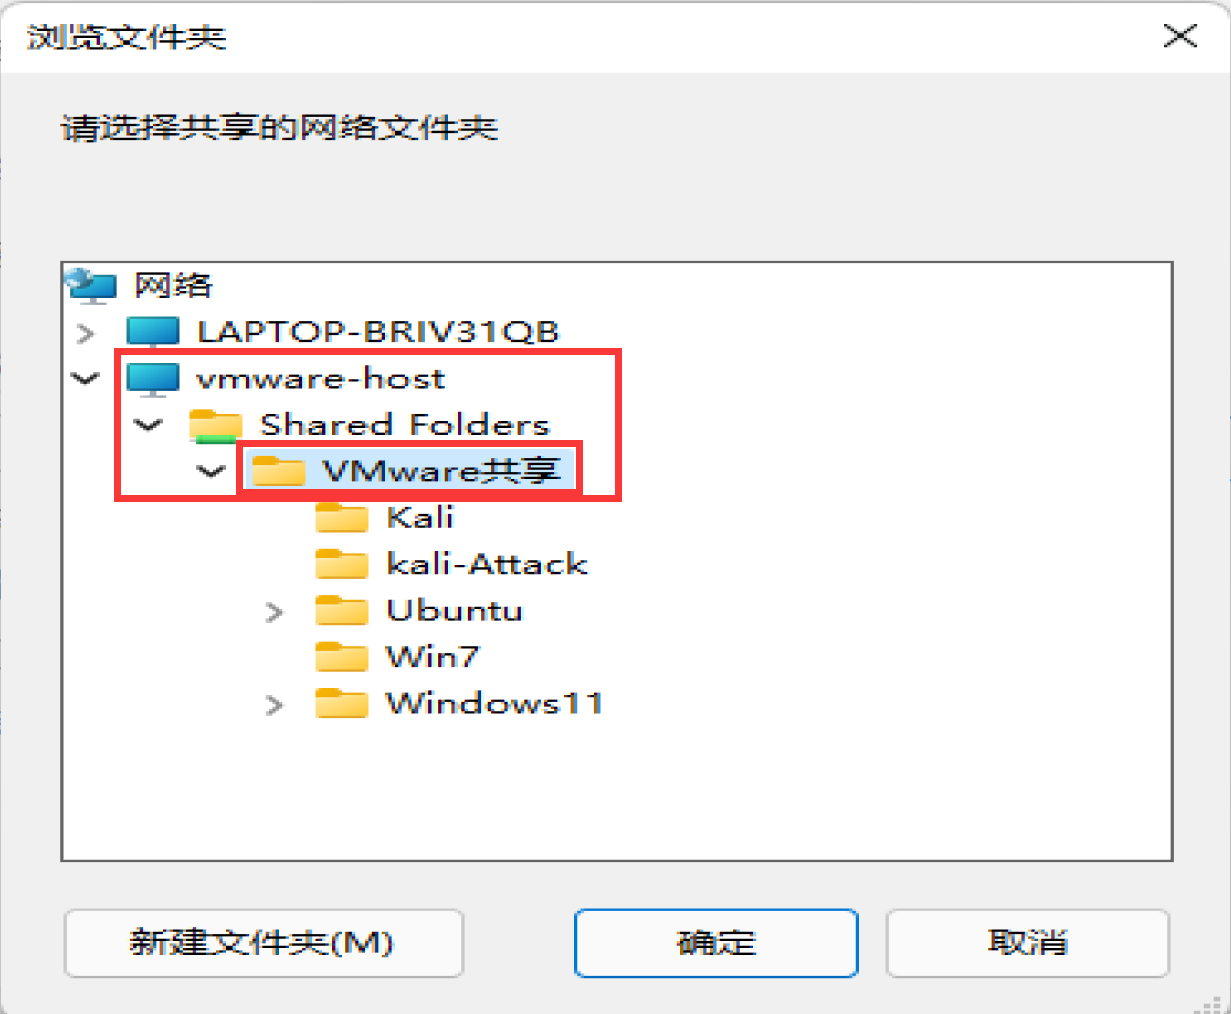 浏览文件夹
请选择共享的网络文件夹
网络
LAPTOP-BRIV31QB
vmware-host
Shared Folders
VMware共享
Kali
kali-Attack
Ubuntu
Win7
Windows11
新建文件夹(M)
确定
取消